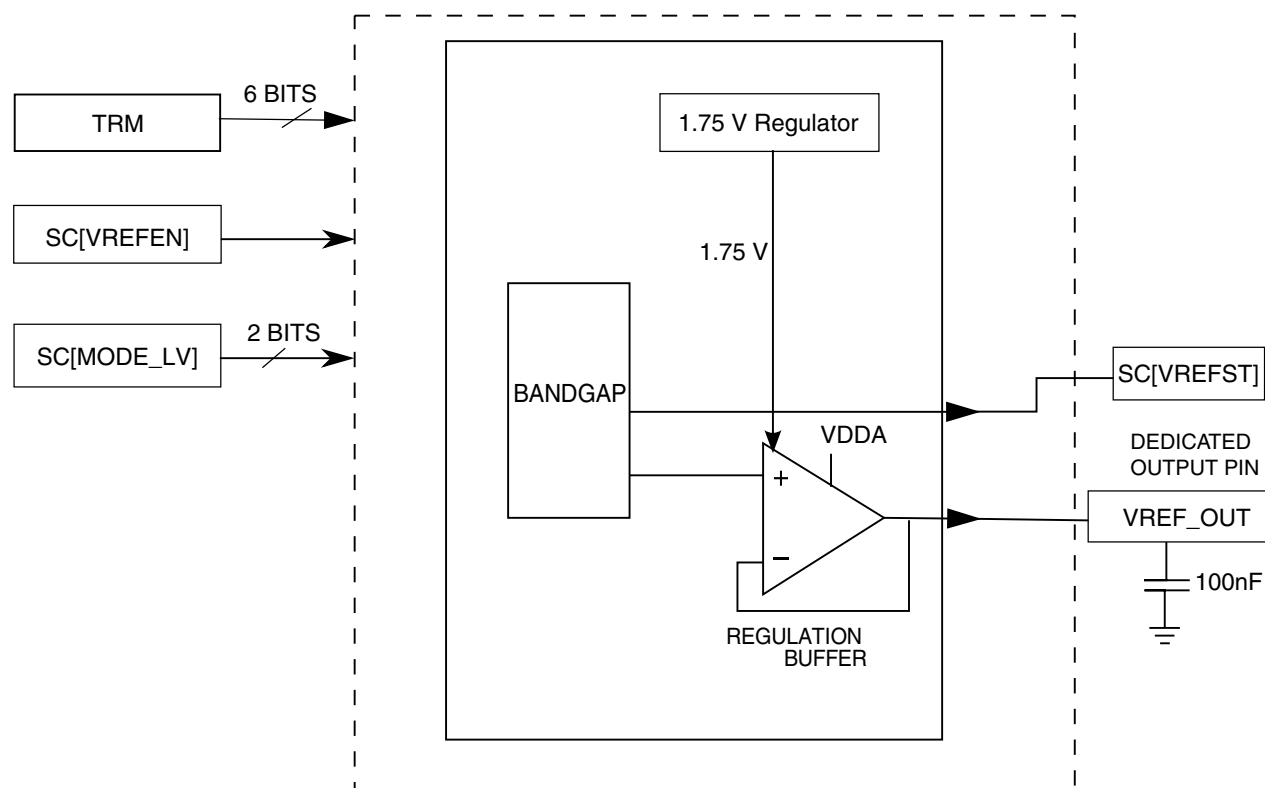 6 BITS
TRM
1.75 V Regulator
SC[VREFEN]
1.75 V
2 BITS
SC[MODE_LV]
SC[VREFST]
BANDGAP
VDDA
DEDICATED
OUTPUT PIN
+
VREF_OUT
−
100nF
REGULATION
BUFFER